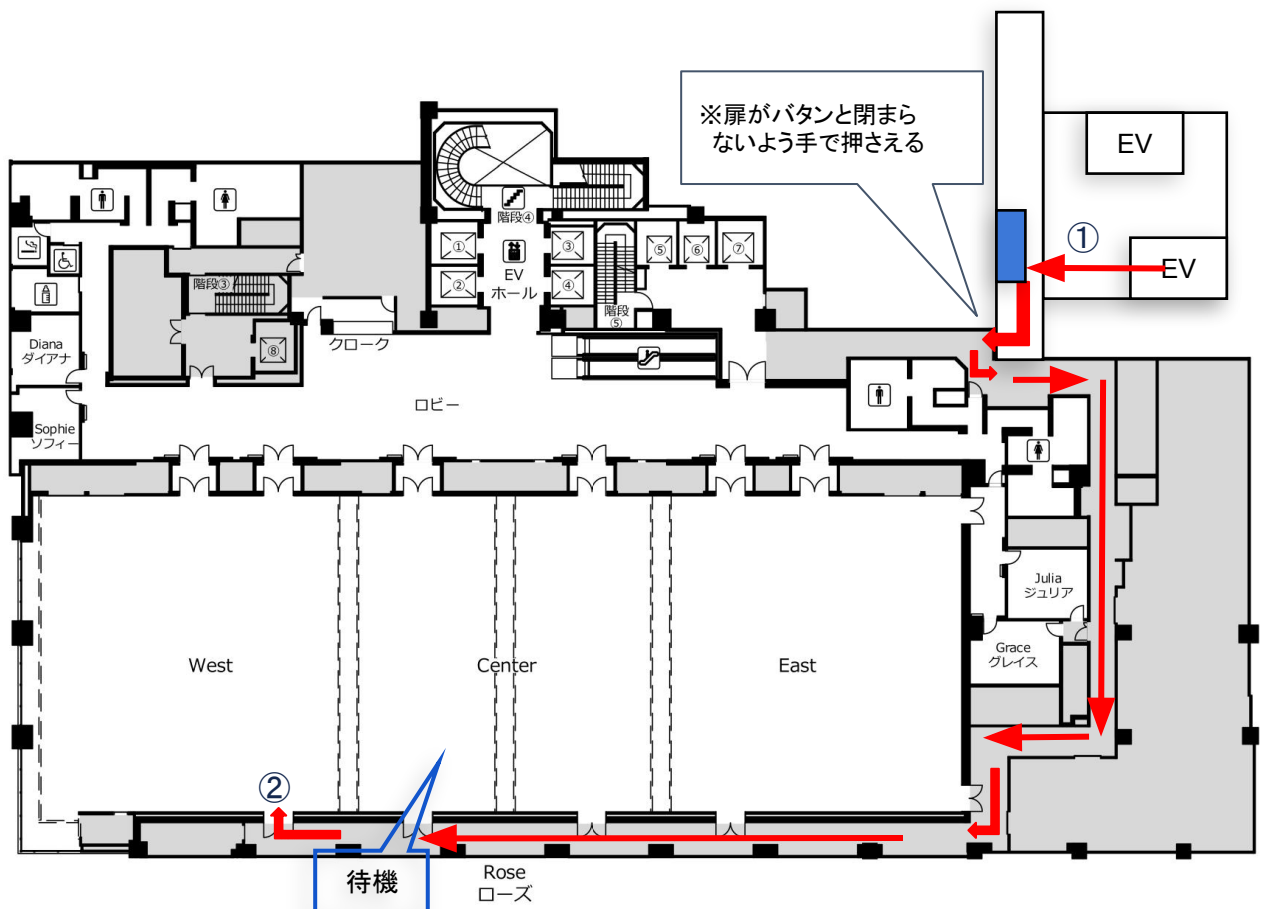 ※扉がバタンと閉まら
ないよう手で押さえる
EV
①
EV
階段④
①
②
③
④
⑤
⑥
⑦
EV
ホール
階段③
階段
⑤
⑧
クローク
Diana
ダイアナ
ロビー
Sophie
ソフィー
Julia
ジュリア
Grace
グレイス
West
Center
East
②
待機
Rose
ローズ